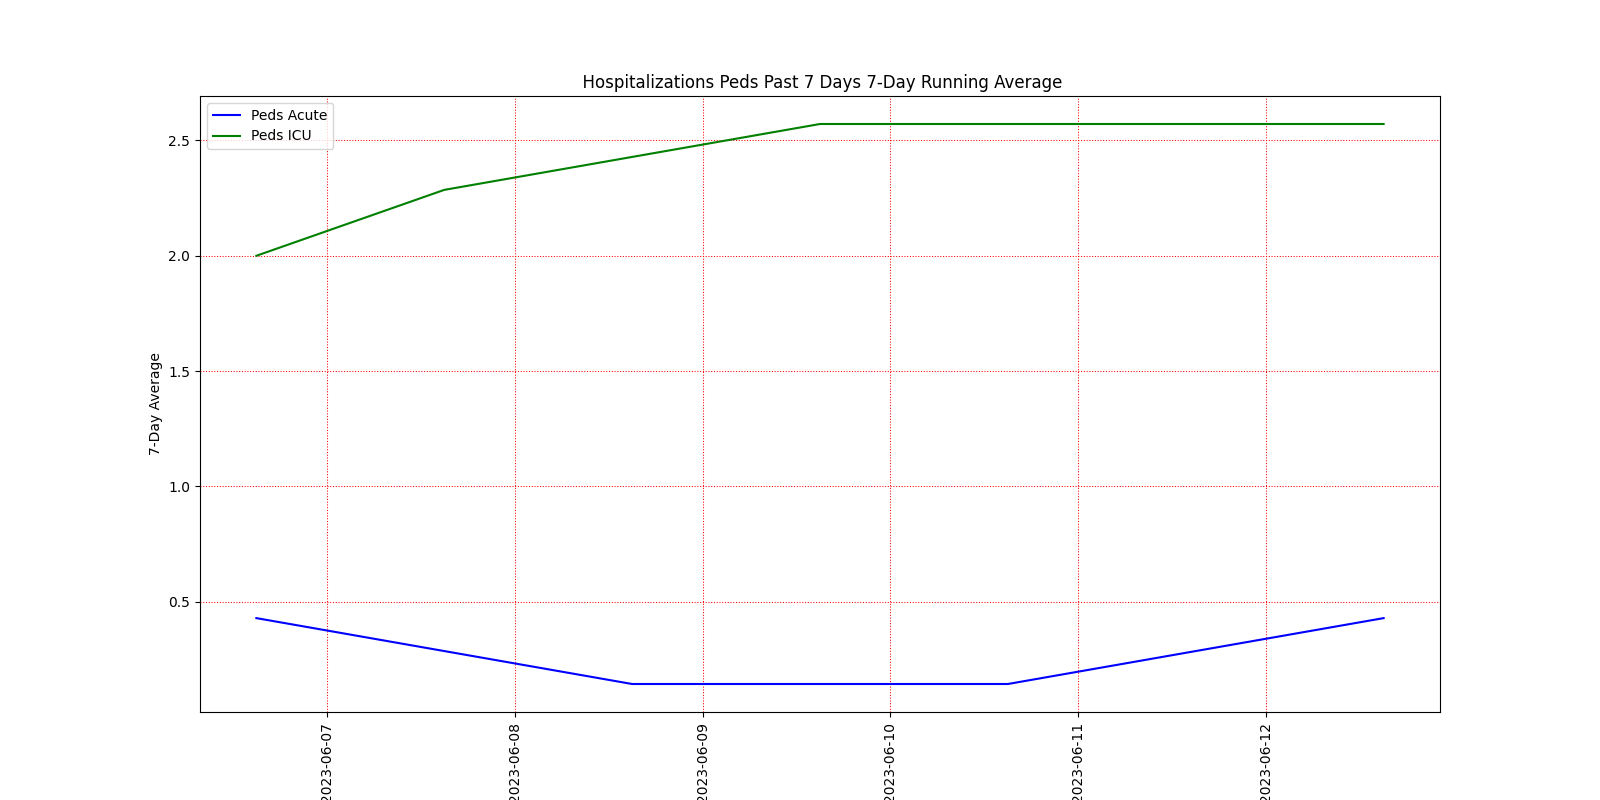 Hospitalizations Peds Past 7 Days 7-Day Running Average
Peds Acute
Peds ICU
7-Day Average
2.5
2.0
1.5
1.0
0.5
2023-06-07
2023-06-08
2023-06-09
2023-06-10
2023-06-11
2023-06-12